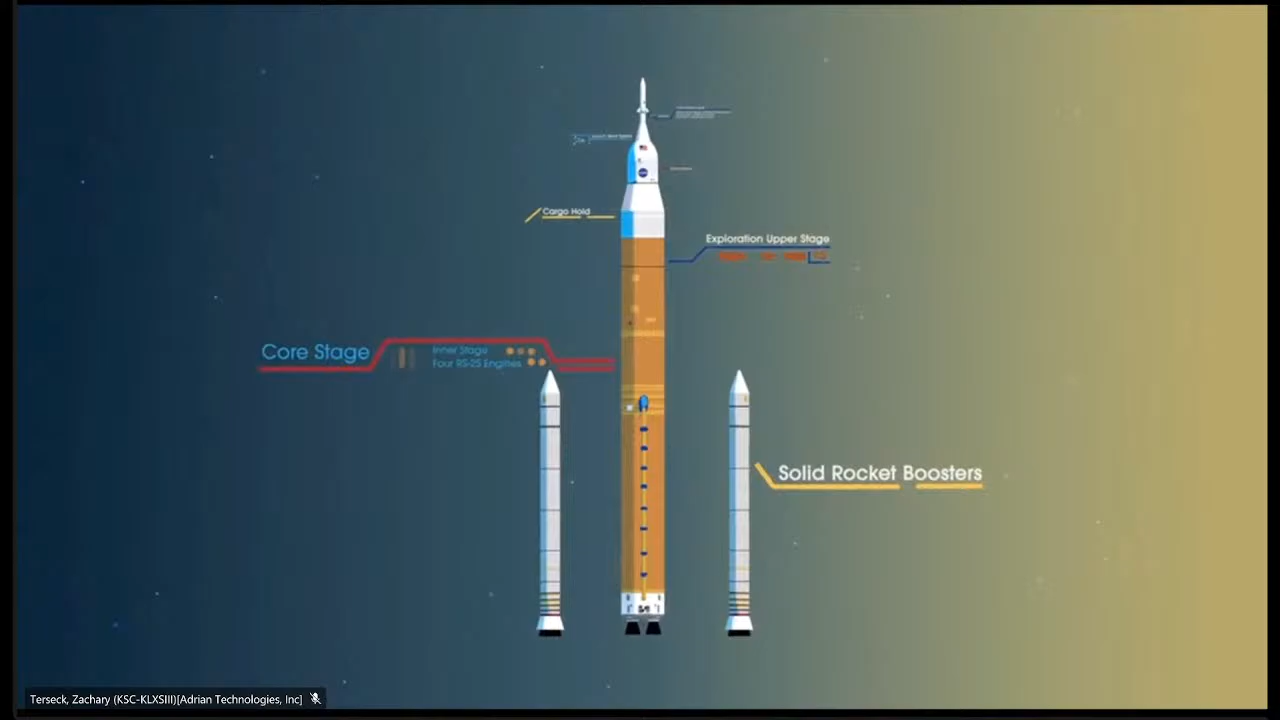 Cargo Hold
Exploration Upper Stage
Core Stage
Inner Stage
Four RS-25 Engines
Solid Rocket Boosters
Terseck, Zachary (KSC-KLXSIII)[Adrian Technologies, Inc]